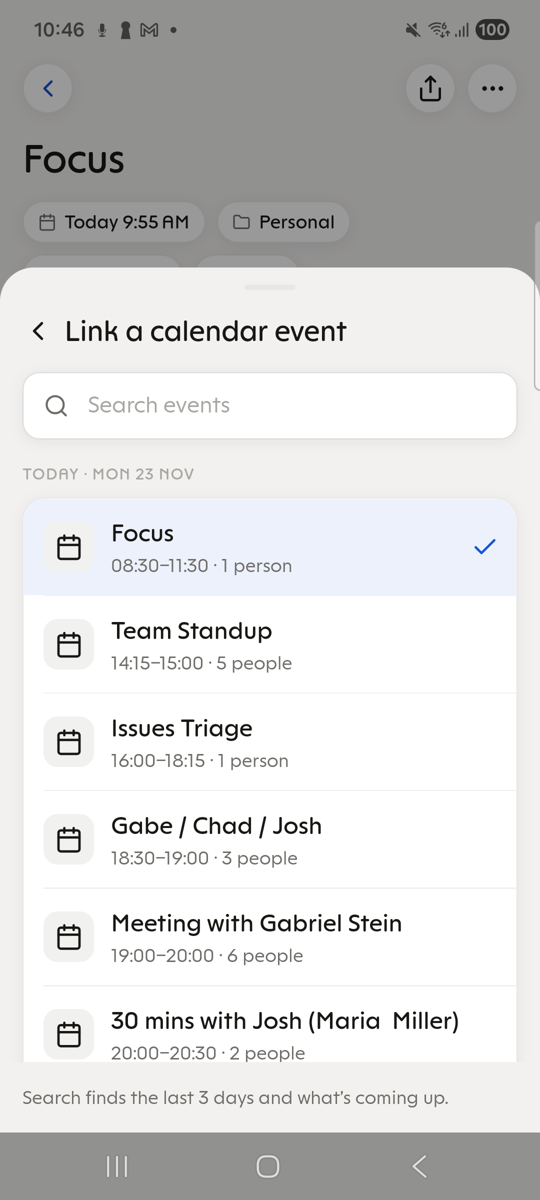 10:46
100
Focus
Today 9:55 AM
Personal
Link a calendar event
Search events
TODAY · MON 23 NOV
Focus
08:30–11:30 · 1 person
Team Standup
14:15–15:00 · 5 people
Issues Triage
16:00–18:15 · 1 person
Gabe / Chad / Josh
18:30–19:00 · 3 people
Meeting with Gabriel Stein
19:00–20:00 · 6 people
30 mins with Josh (Maria  Miller)
20:00–20:30 · 2 people
Search finds the last 3 days and what's coming up.